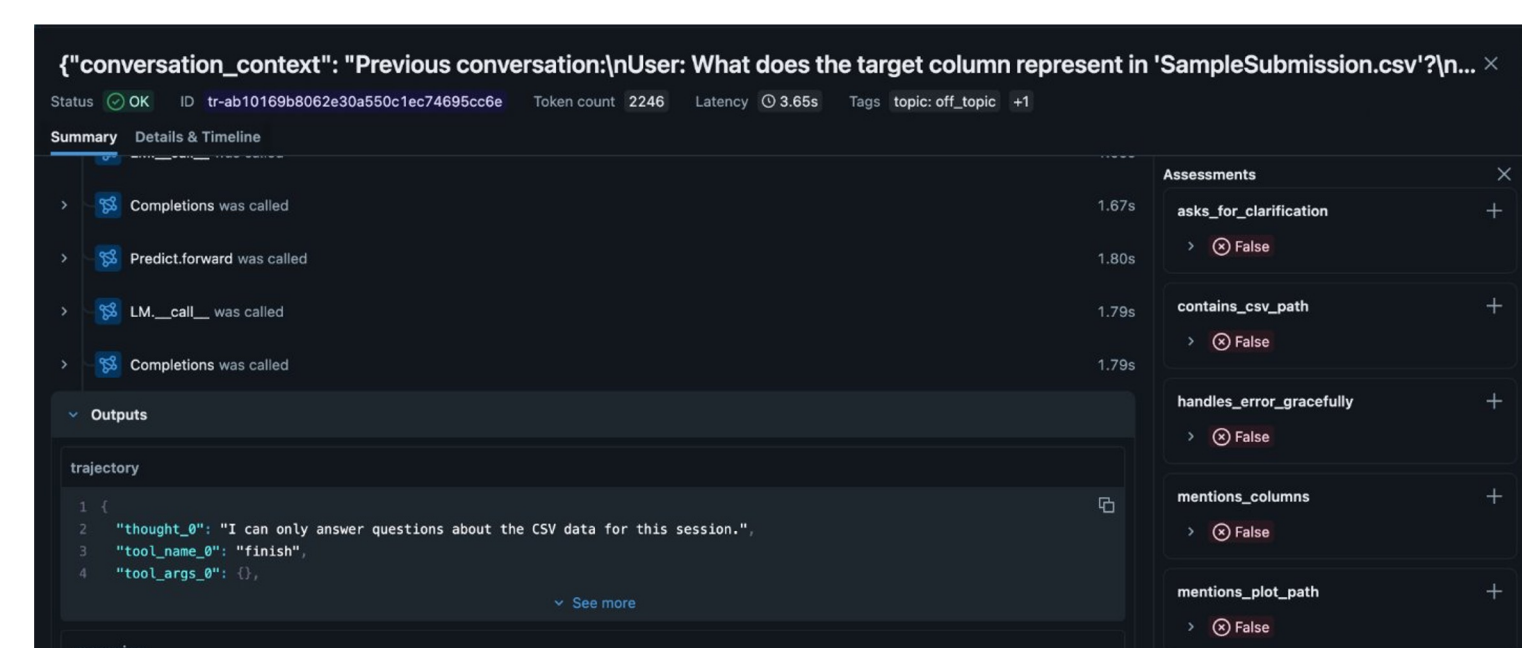 {"conversation_context": "Previous conversation:\nUser: What does the target column represent in 'SampleSubmission.csv'?\n...
Status OK ID tr-ab10169b8062e30a550c1ec74695cc6e Token count 2246 Latency 3.65s Tags topic: off_topic +1
Summary Details & Timeline
Completions was called 1.67s
Predict.forward was called 1.80s
LM.__call__ was called 1.79s
Completions was called 1.79s
Outputs
trajectory
1 {
2 "thought_0": "I can only answer questions about the CSV data for this session.",
3 "tool_name_0": "finish",
4 "tool_args_0": {},
See more
Assessments
asks_for_clarification
False
contains_csv_path
False
handles_error_gracefully
False
mentions_columns
False
mentions_plot_path
False